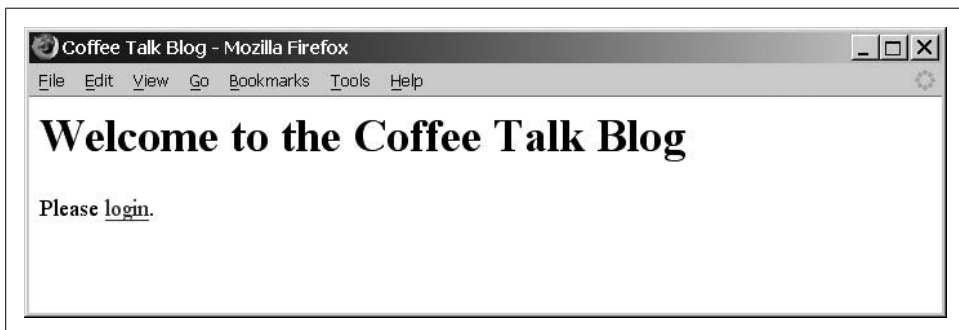 Coffee Talk Blog - Mozilla Firefox
File Edit View Go Bookmarks Tools Help
Welcome to the Coffee Talk Blog
Please login.